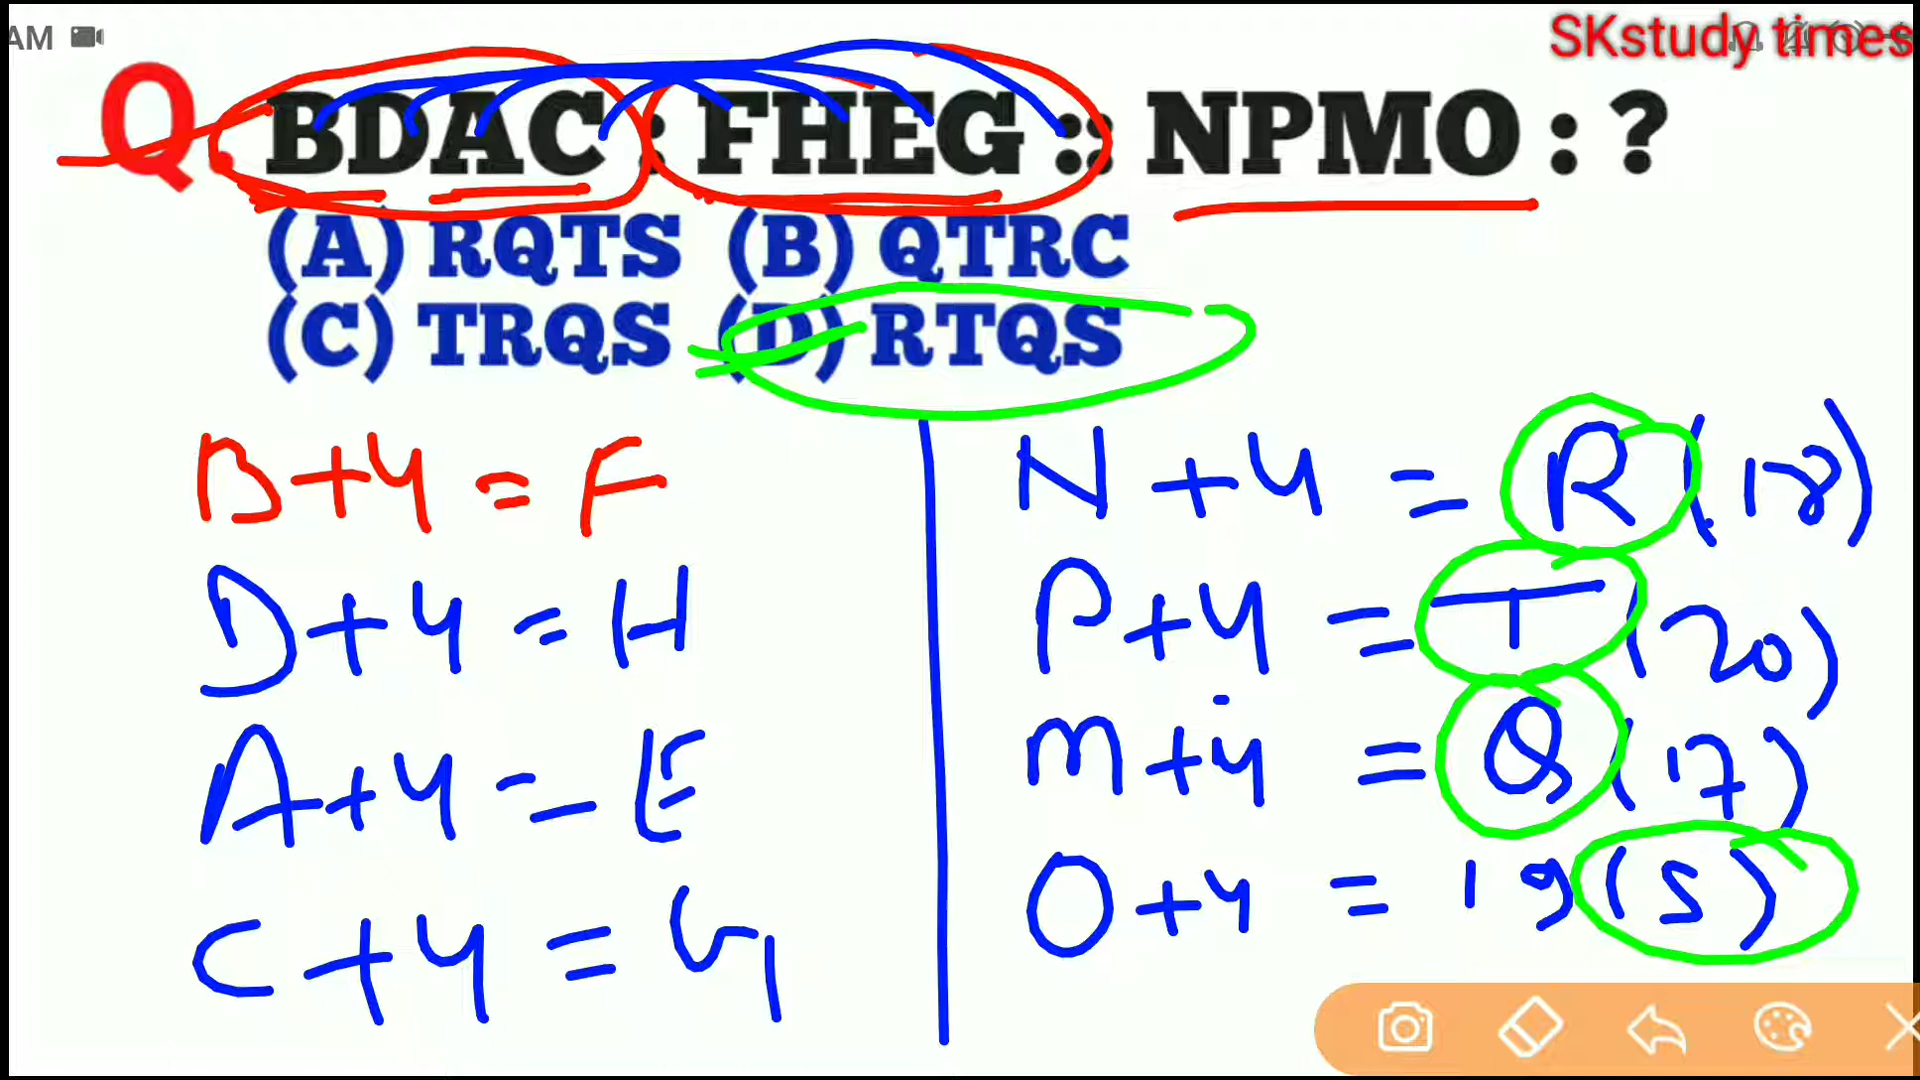 AM
SKstudy times
Q. BDAC : FHEG :: NPMO : ?
(A) RQTS (B) QTRC
(C) TRQS (D) RTQS
B+4 = F
D+4 = H
A+4 = E
C+4 = G
N+4 = R (18)
P+4 = T (20)
M+4 = Q (17)
O+4 = 19 (S)